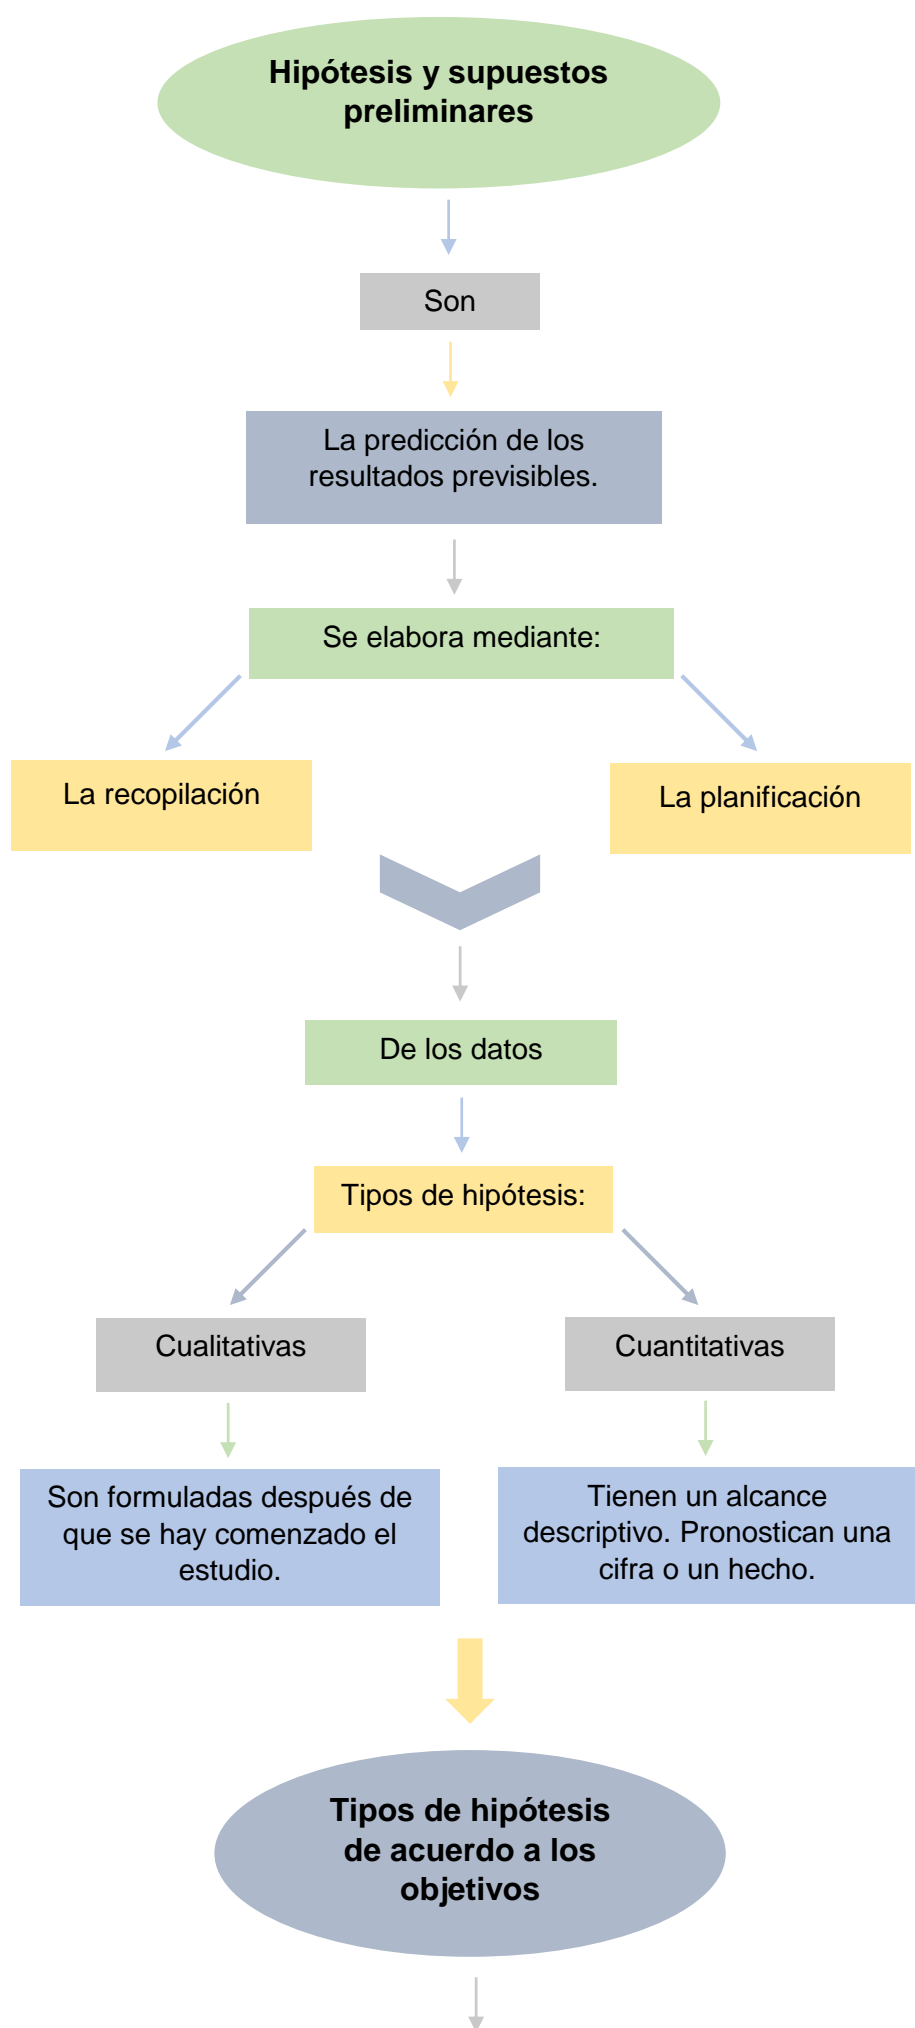 Hipótesis y supuestos
preliminares
Son
La predicción de los
resultados previsibles.
Se elabora mediante:
La recopilación
La planificación
De los datos
Tipos de hipótesis:
Cualitativas
Cuantitativas
Son formuladas después de
que se hay comenzado el
estudio.
Tienen un alcance
descriptivo. Pronostican una
cifra o un hecho.
Tipos de hipótesis
de acuerdo a los
objetivos